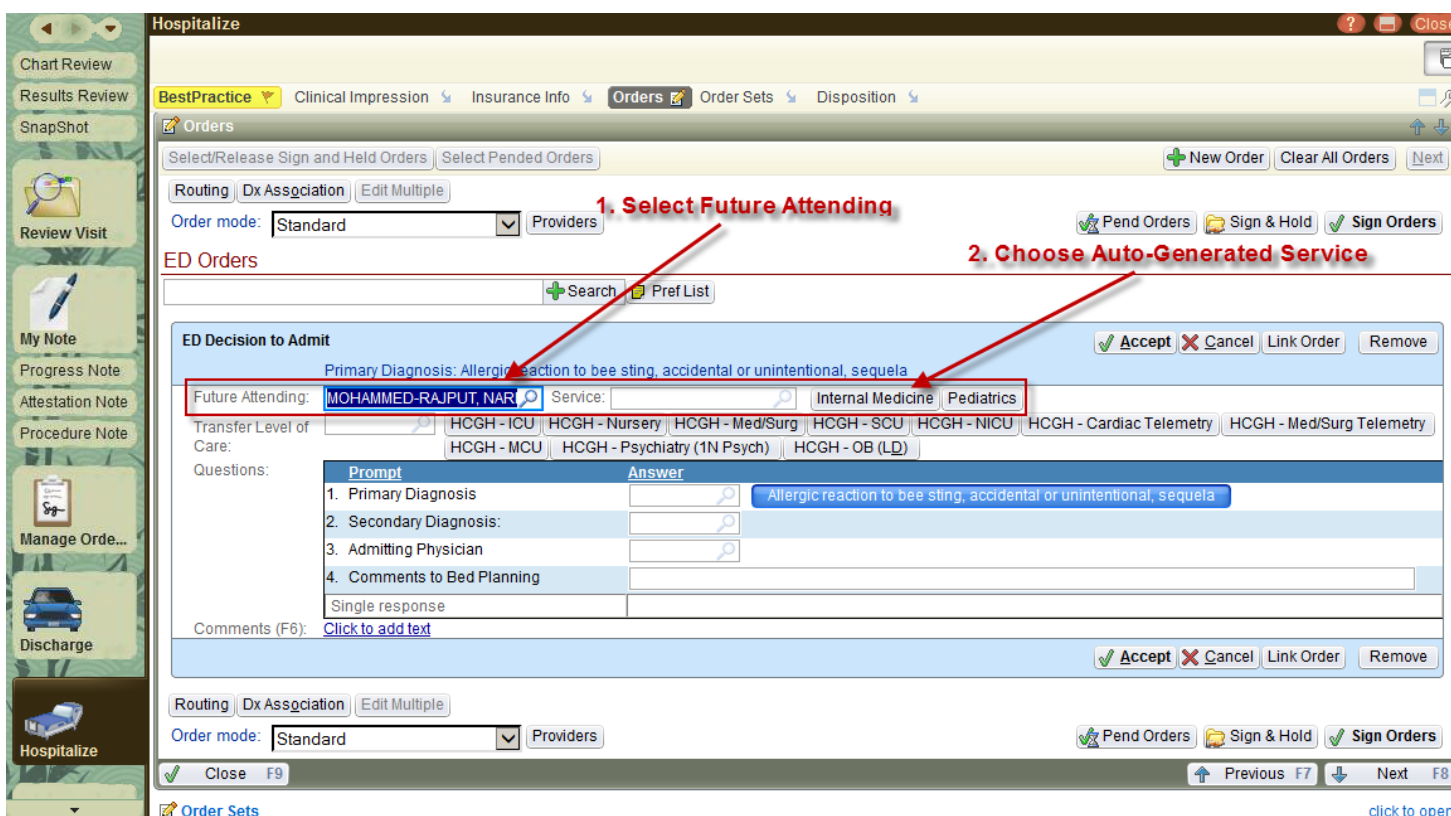 Hospitalize
? Close
Chart Review
Results Review
SnapShot
Review Visit
My Note
Progress Note
Attestation Note
Procedure Note
Manage Orde...
Discharge
Hospitalize
BestPractice Clinical Impression Insurance Info Orders Order Sets Disposition
Orders
Select/Release Sign and Held Orders Select Pended Orders New Order Clear All Orders Next
Routing Dx Association Edit Multiple
1. Select Future Attending
Order mode: Standard Providers Pend Orders Sign & Hold Sign Orders
2. Choose Auto-Generated Service
ED Orders
Search Pref List
ED Decision to Admit Accept Cancel Link Order Remove
Primary Diagnosis: Allergic reaction to bee sting, accidental or unintentional, sequela
Future Attending: MOHAMMED-RAJPUT, NAR Service: Internal Medicine Pediatrics
Transfer Level of Care: HCGH - ICU HCGH - Nursery HCGH - Med/Surg HCGH - SCU HCGH - NICU HCGH - Cardiac Telemetry HCGH - Med/Surg Telemetry
HCGH - MCU HCGH - Psychiatry (1N Psych) HCGH - OB (LD)
Questions: Prompt Answer
1. Primary Diagnosis Allergic reaction to bee sting, accidental or unintentional, sequela
2. Secondary Diagnosis:
3. Admitting Physician
4. Comments to Bed Planning
Single response
Comments (F6): Click to add text
Accept Cancel Link Order Remove
Routing Dx Association Edit Multiple
Order mode: Standard Providers Pend Orders Sign & Hold Sign Orders
Close F9 Previous F7 Next F8
Order Sets click to open